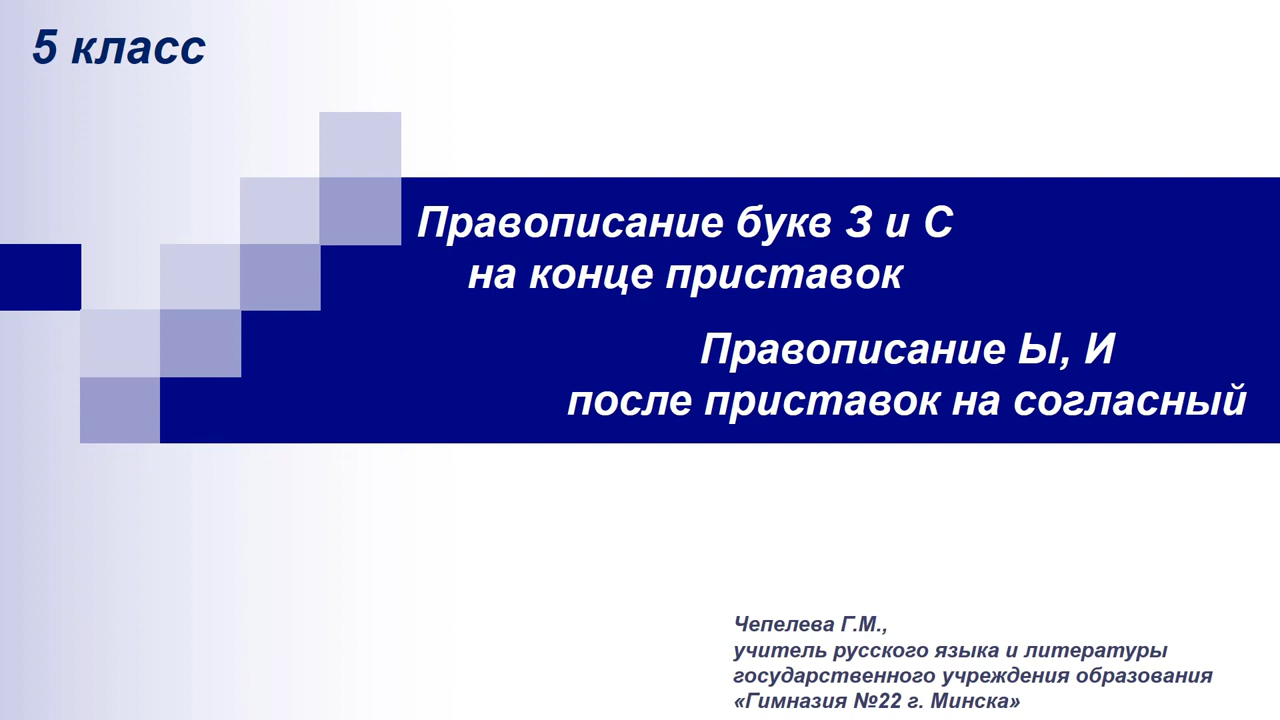 5 класс
Правописание букв З и С
на конце приставок
Правописание Ы, И
после приставок на согласный
Чепелева Г.М.,
учитель русского языка и литературы
государственного учреждения образования
«Гимназия №22 г. Минска»